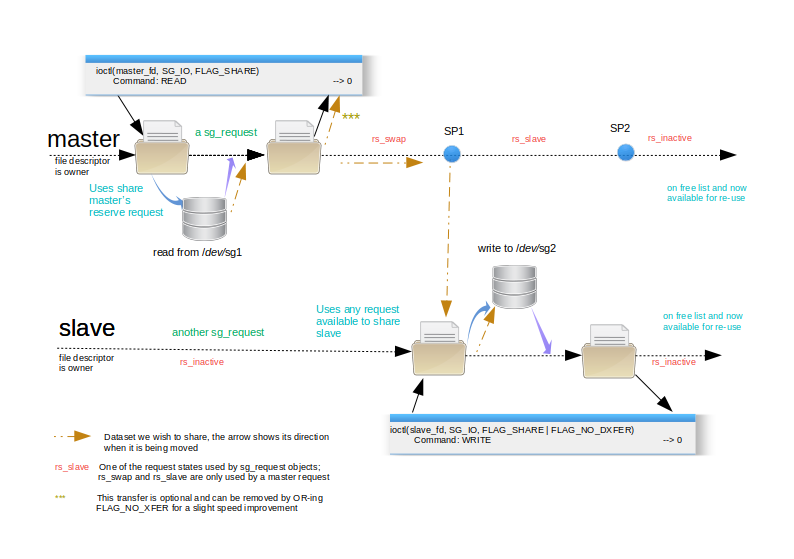 ioctl(master_fd, SG_IO, FLAG_SHARE)
Command: READ --> 0
***
master
a sg_request
rs_swap
SP1
rs_slave
SP2
rs_inactive
file descriptor
is owner
Uses share
master's
reserve request
on free list and now
available for re-use
read from /dev/sg1
write to /dev/sg2
slave
another sg_request
Uses any request
available to share
slave
on free list and now
available for re-use
file descriptor
is owner
rs_inactive
rs_inactive
ioctl(slave_fd, SG_IO, FLAG_SHARE | FLAG_NO_DXFER)
Command: WRITE --> 0
Dataset we wish to share, the arrow shows its direction
when it is being moved
rs_slave One of the request states used by sg_request objects;
rs_swap and rs_slave are only used by a master request
*** This transfer is optional and can be removed by OR-ing
FLAG_NO_XFER for a slight speed improvement